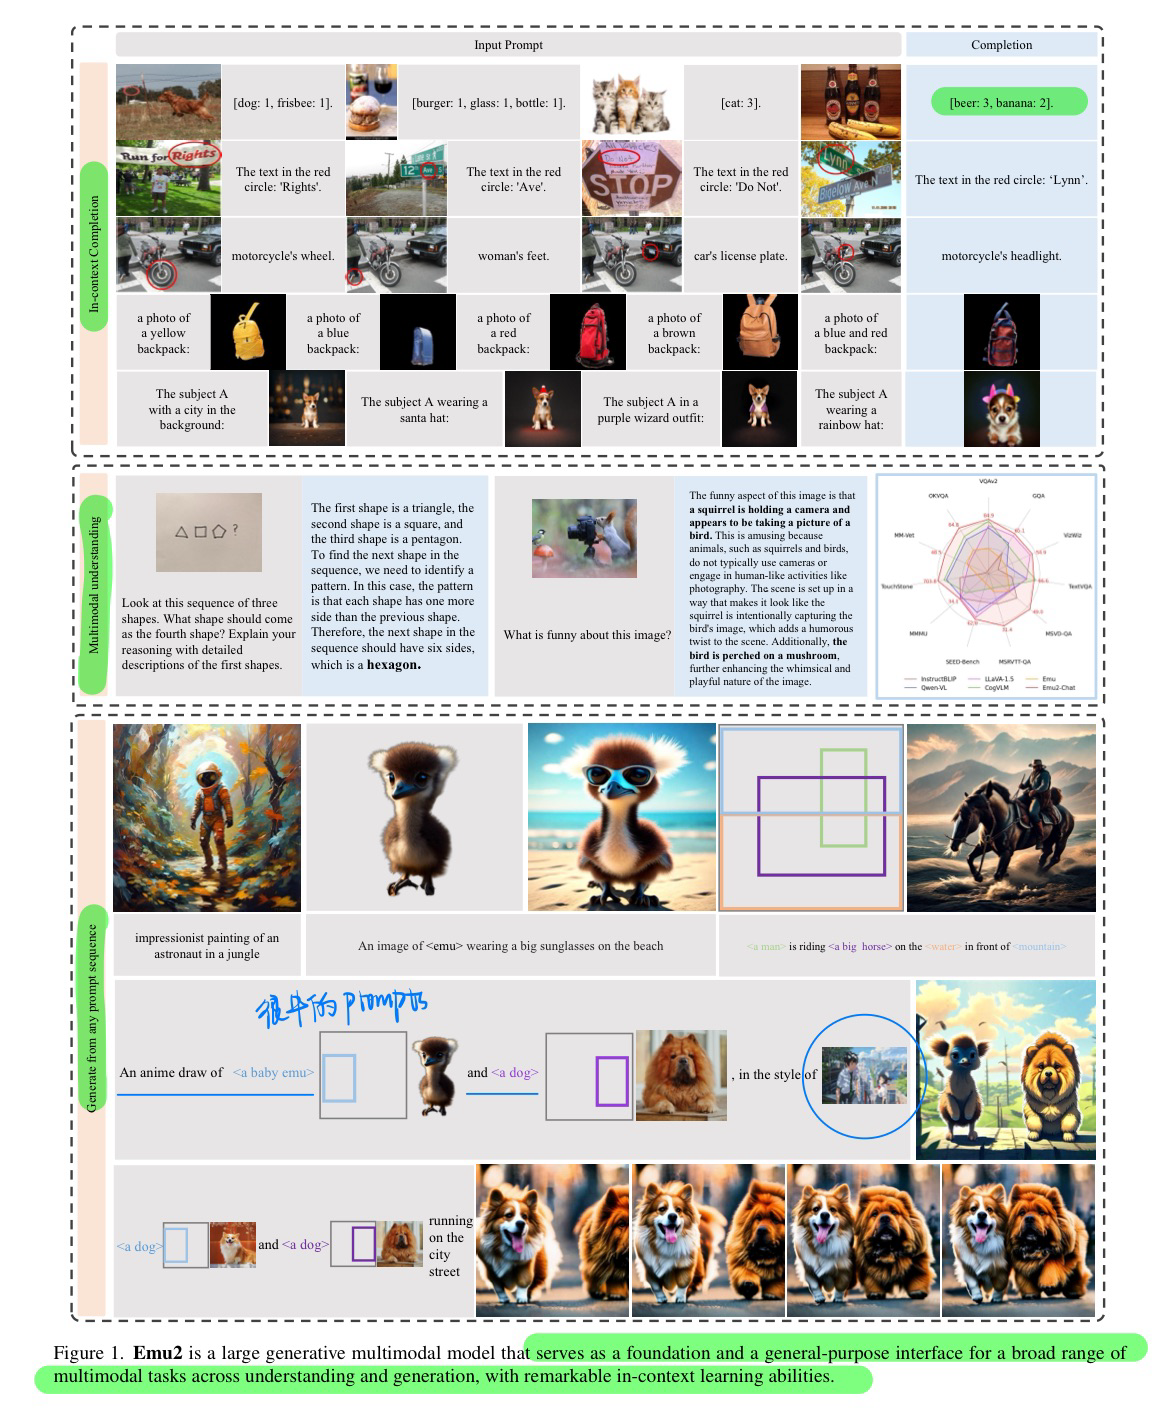 Input Prompt
Completion
In-context Completion
[dog: 1, frisbee: 1].
[burger: 1, glass: 1, bottle: 1].
[cat: 3].
[beer: 3, banana: 2].
Run for Rights
The text in the red
circle: 'Rights'.
12th Ave
The text in the red
circle: 'Ave'.
Do Not
STOP
The text in the red
circle: 'Do Not'.
Lynn
Bigelow Ave N
The text in the red circle: ‘Lynn’.
motorcycle's wheel.
woman's feet.
car's license plate.
motorcycle's headlight.
a photo of
a yellow
backpack:
a photo of
a blue
backpack:
a photo of
a red
backpack:
a photo of
a brown
backpack:
a photo of
a blue and red
backpack:
The subject A
with a city in the
background:
The subject A wearing a
santa hat:
The subject A in a
purple wizard outfit:
The subject A
wearing a
rainbow hat:
Multimodal understanding
?
Look at this sequence of three
shapes. What shape should come
as the fourth shape? Explain your
reasoning with detailed
descriptions of the first shapes.
The first shape is a triangle, the
second shape is a square, and
the third shape is a pentagon.
To find the next shape in the
sequence, we need to identify a
pattern. In this case, the pattern
is that each shape has one more
side than the previous shape.
Therefore, the next shape in the
sequence should have six sides,
which is a hexagon.
What is funny about this image?
The funny aspect of this image is that
a squirrel is holding a camera and
appears to be taking a picture of a
bird. This is amusing because
animals, such as squirrels and birds,
do not typically use cameras or
engage in human-like activities like
photography. The scene is set up in a
way that makes it look like the
squirrel is intentionally capturing the
bird's image, which adds a humorous
twist to the scene. Additionally, the
bird is perched on a mushroom,
further enhancing the whimsical and
playful nature of the image.
VQAv2
OKVQA
GQA
MM-Vet
VizWiz
TouchStone
TextVQA
MMMU
MSVD-QA
SEED-Bench
MSRVTT-QA
InstructBLIP
LLaVA-1.5
Emu
Qwen-VL
CogVLM
Emu2-Chat
Generate from any prompt sequence
impressionist painting of an
astronaut in a jungle
An image of <emu> wearing a big sunglasses on the beach
<a man> is riding <a big horse> on the <water> in front of <mountain>
很牛的 prompts
An anime draw of <a baby emu>
and <a dog>
, in the style of
<a dog>
and <a dog>
running
on the
city
street
Figure 1. Emu2 is a large generative multimodal model that serves as a foundation and a general-purpose interface for a broad range of
multimodal tasks across understanding and generation, with remarkable in-context learning abilities.